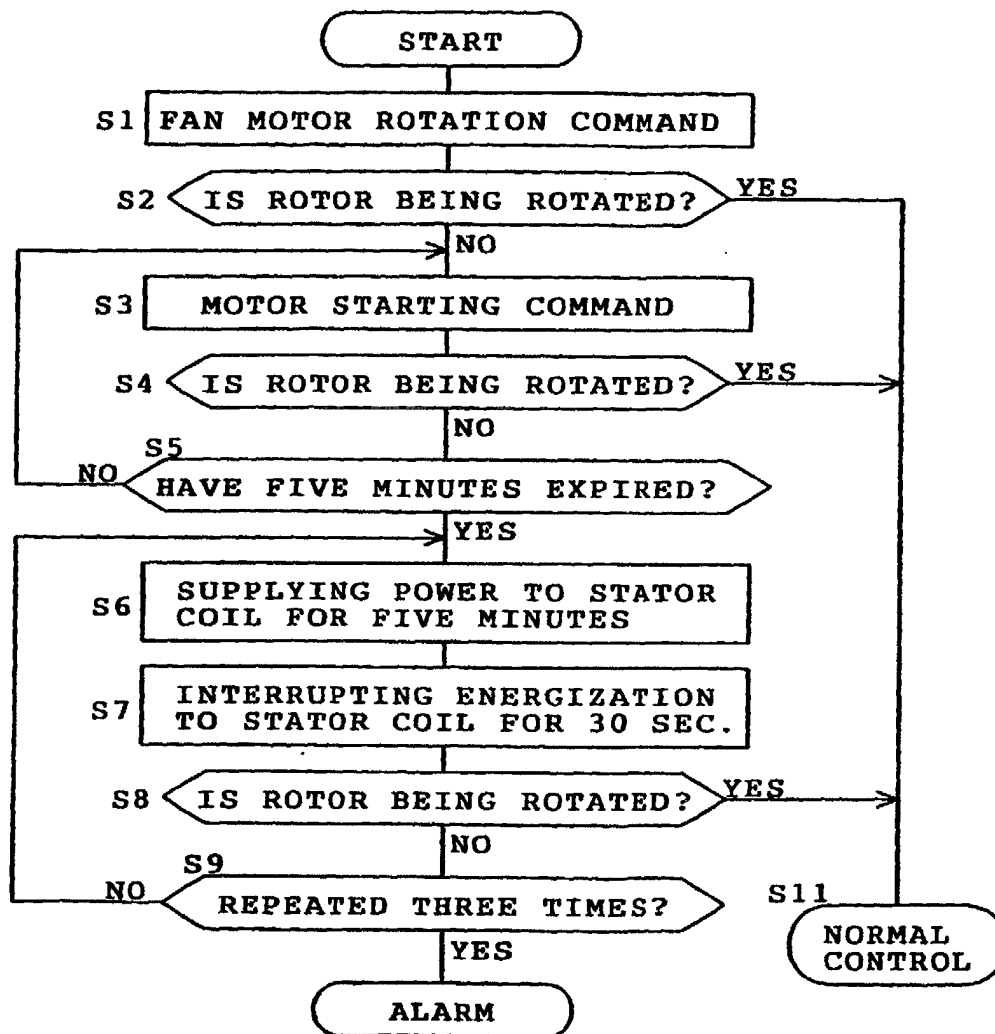 START
S1 FAN MOTOR ROTATION COMMAND
S2 IS ROTOR BEING ROTATED? YES
NO
S3 MOTOR STARTING COMMAND
S4 IS ROTOR BEING ROTATED? YES
NO
S5
NO HAVE FIVE MINUTES EXPIRED?
YES
S6 SUPPLYING POWER TO STATOR
COIL FOR FIVE MINUTES
S7 INTERRUPTING ENERGIZATION
TO STATOR COIL FOR 30 SEC.
S8 IS ROTOR BEING ROTATED? YES
NO
S9
NO REPEATED THREE TIMES?
YES
S11
NORMAL
CONTROL
ALARM